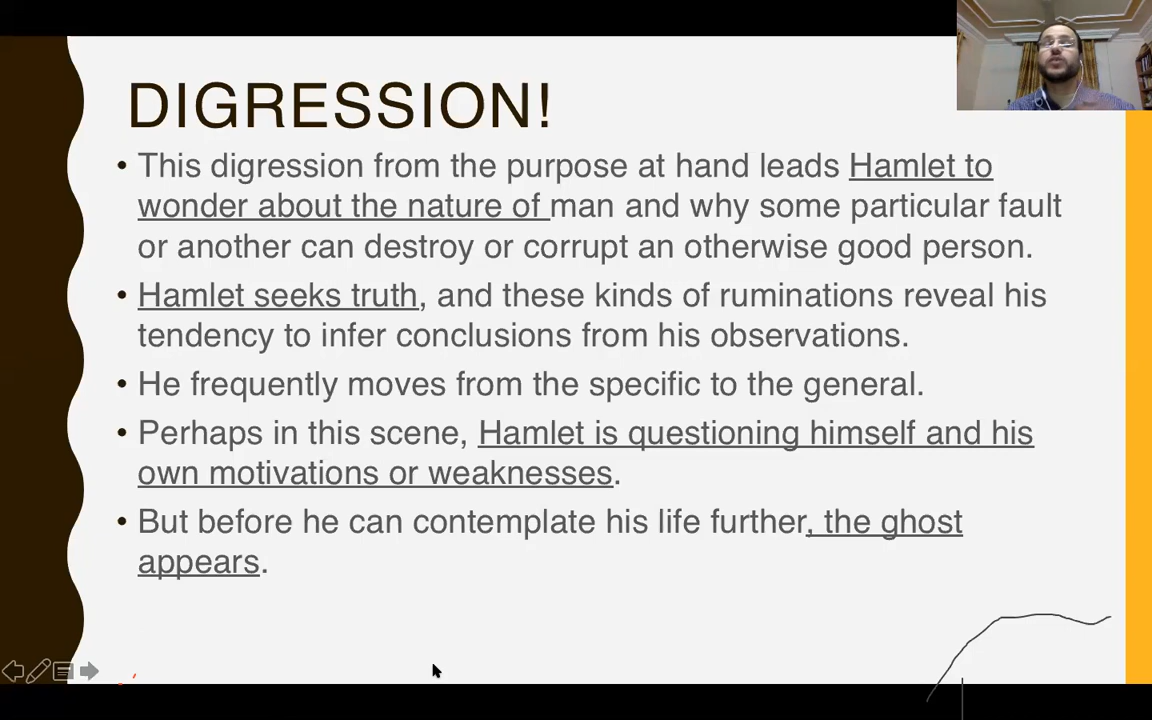 DIGRESSION!
• This digression from the purpose at hand leads Hamlet to
wonder about the nature of man and why some particular fault
or another can destroy or corrupt an otherwise good person.
• Hamlet seeks truth, and these kinds of ruminations reveal his
tendency to infer conclusions from his observations.
• He frequently moves from the specific to the general.
• Perhaps in this scene, Hamlet is questioning himself and his
own motivations or weaknesses.
• But before he can contemplate his life further, the ghost
appears.